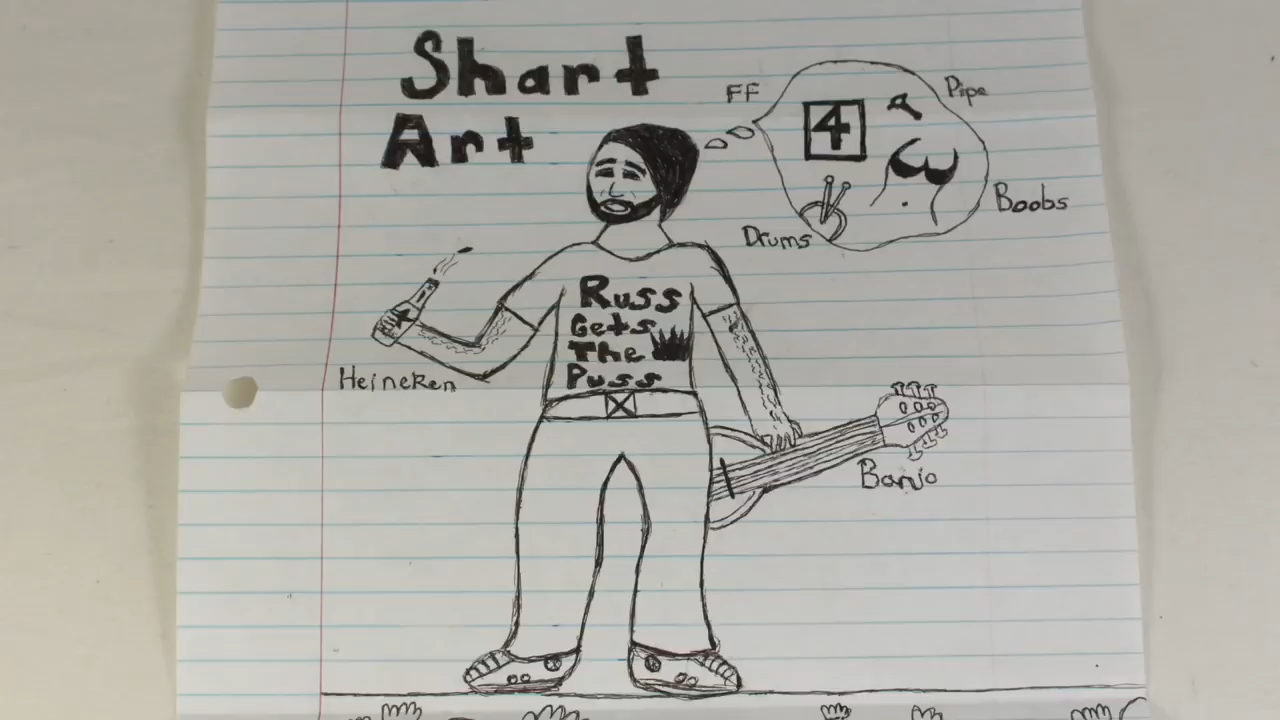 Shart
Art
FF
4
Pipe
Boobs
Drums
Russ
Gets
The
Puss
Heineken
Banjo